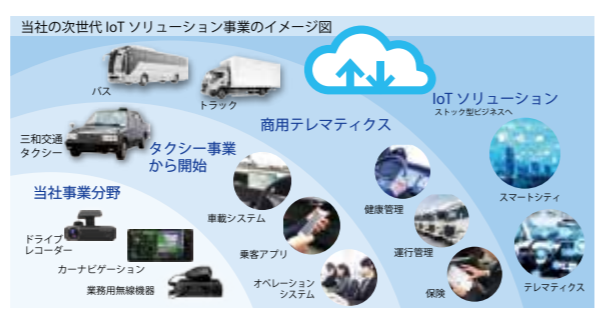 当社の次世代 IoT ソリューション事業のイメージ図
バス
トラック
三和交通
タクシー
タクシー事業
から開始
商用テレマティクス
IoT ソリューション
ストック型ビジネスへ
当社事業分野
ドライブ
レコーダー
カーナビゲーション
業務用無線機器
車載システム
乗客アプリ
オペレーション
システム
健康管理
運行管理
保険
スマートシティ
テレマティクス